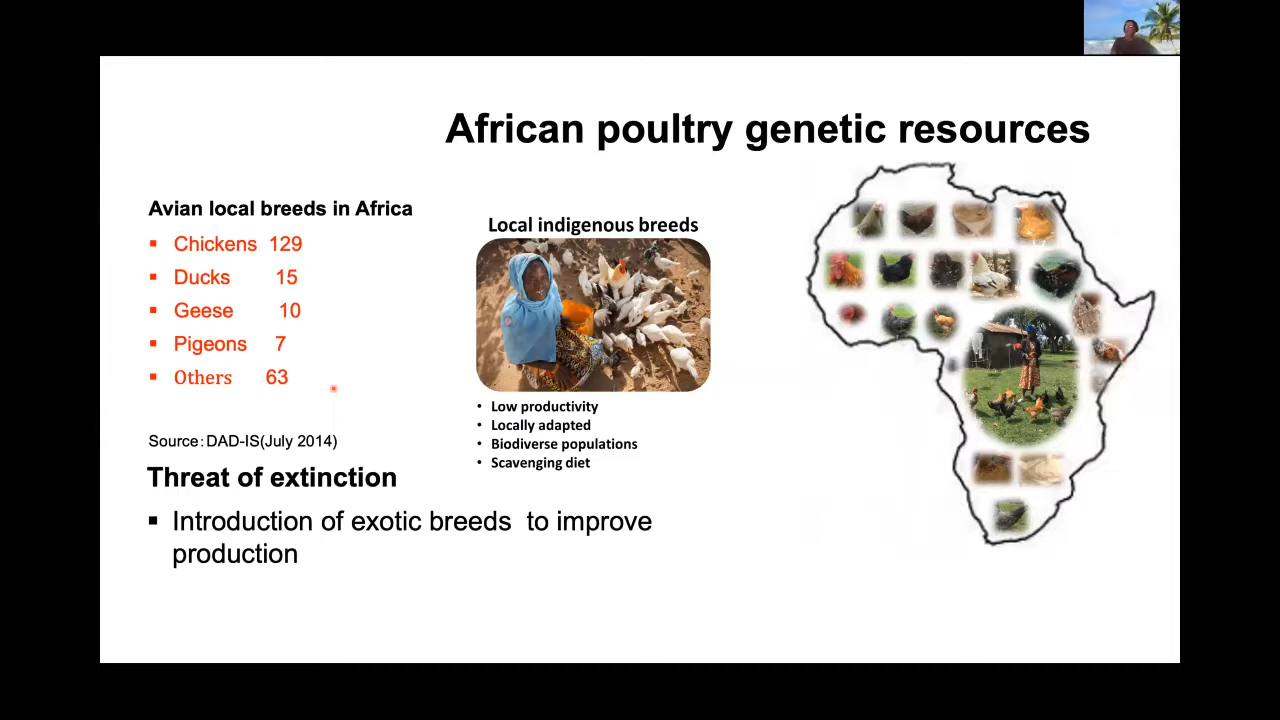 African poultry genetic resources
Avian local breeds in Africa
▪ Chickens 129
▪ Ducks 15
▪ Geese 10
▪ Pigeons 7
▪ Others 63
Source:DAD-IS(July 2014)
Local indigenous breeds
• Low productivity
• Locally adapted
• Biodiverse populations
• Scavenging diet
Threat of extinction
▪ Introduction of exotic breeds to improve
production